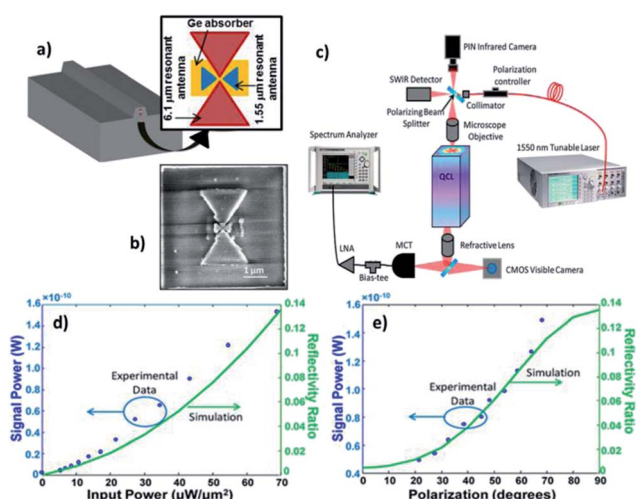 a)
Ge absorber
6.1 μm resonant
antenna
1.55 μm resonant
antenna
b)
1 μm
c)
PIN Infrared Camera
SWIR Detector
Polarization
controller
Collimator
Polarizing Beam
Splitter
Microscope
Objective
Spectrum Analyzer
1550 nm Tunable Laser
QCL
LNA
MCT
Refractive Lens
Bias-tee
CMOS Visible Camera
d)
Signal Power (W)
1.6 x10-10
1.4
1.2
1.0
0.8
0.6
0.4
0.2
0
0 10 20 30 40 50 60 70
Input Power (μW/μm²)
Experimental
Data
Simulation
0.14
0.12
0.10
0.08
0.06
0.04
0.02
0
Reflectivity Ratio
e)
Signal Power (W)
1.6 x10-10
1.4
1.2
1.0
0.8
0.6
0.4
0 10 20 30 40 50 60 70 80 90
Polarization (degrees)
Experimental
Data
Simulation
0.14
0.12
0.10
0.08
0.06
0.04
0.02
0
Reflectivity Ratio